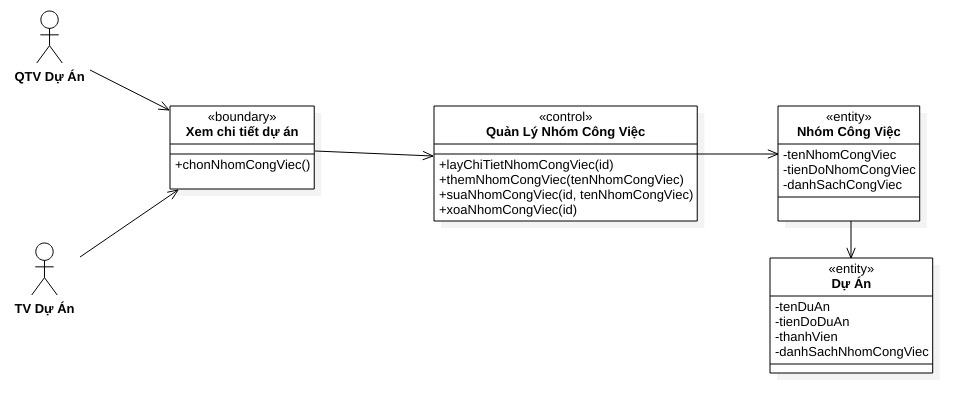 QTV Dự Án
TV Dự Án
«boundary»
Xem chi tiết dự án
+chonNhomCongViec()
«control»
Quản Lý Nhóm Công Việc
+layChiTietNhomCongViec(id)
+themNhomCongViec(tenNhomCongViec)
+suaNhomCongViec(id, tenNhomCongViec)
+xoaNhomCongViec(id)
«entity»
Nhóm Công Việc
-tenNhomCongViec
-tienDoNhomCongViec
-danhSachCongViec
«entity»
Dự Án
-tenDuAn
-tienDoDuAn
-thanhVien
-danhSachNhomCongViec